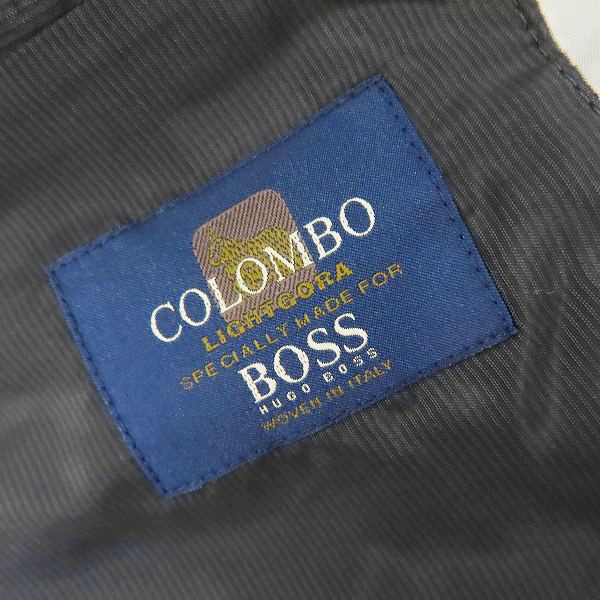 COLOMBO
LIGHTGORA
SPECIALLY MADE FOR
BOSS
HUGO BOSS
WOVEN IN ITALY